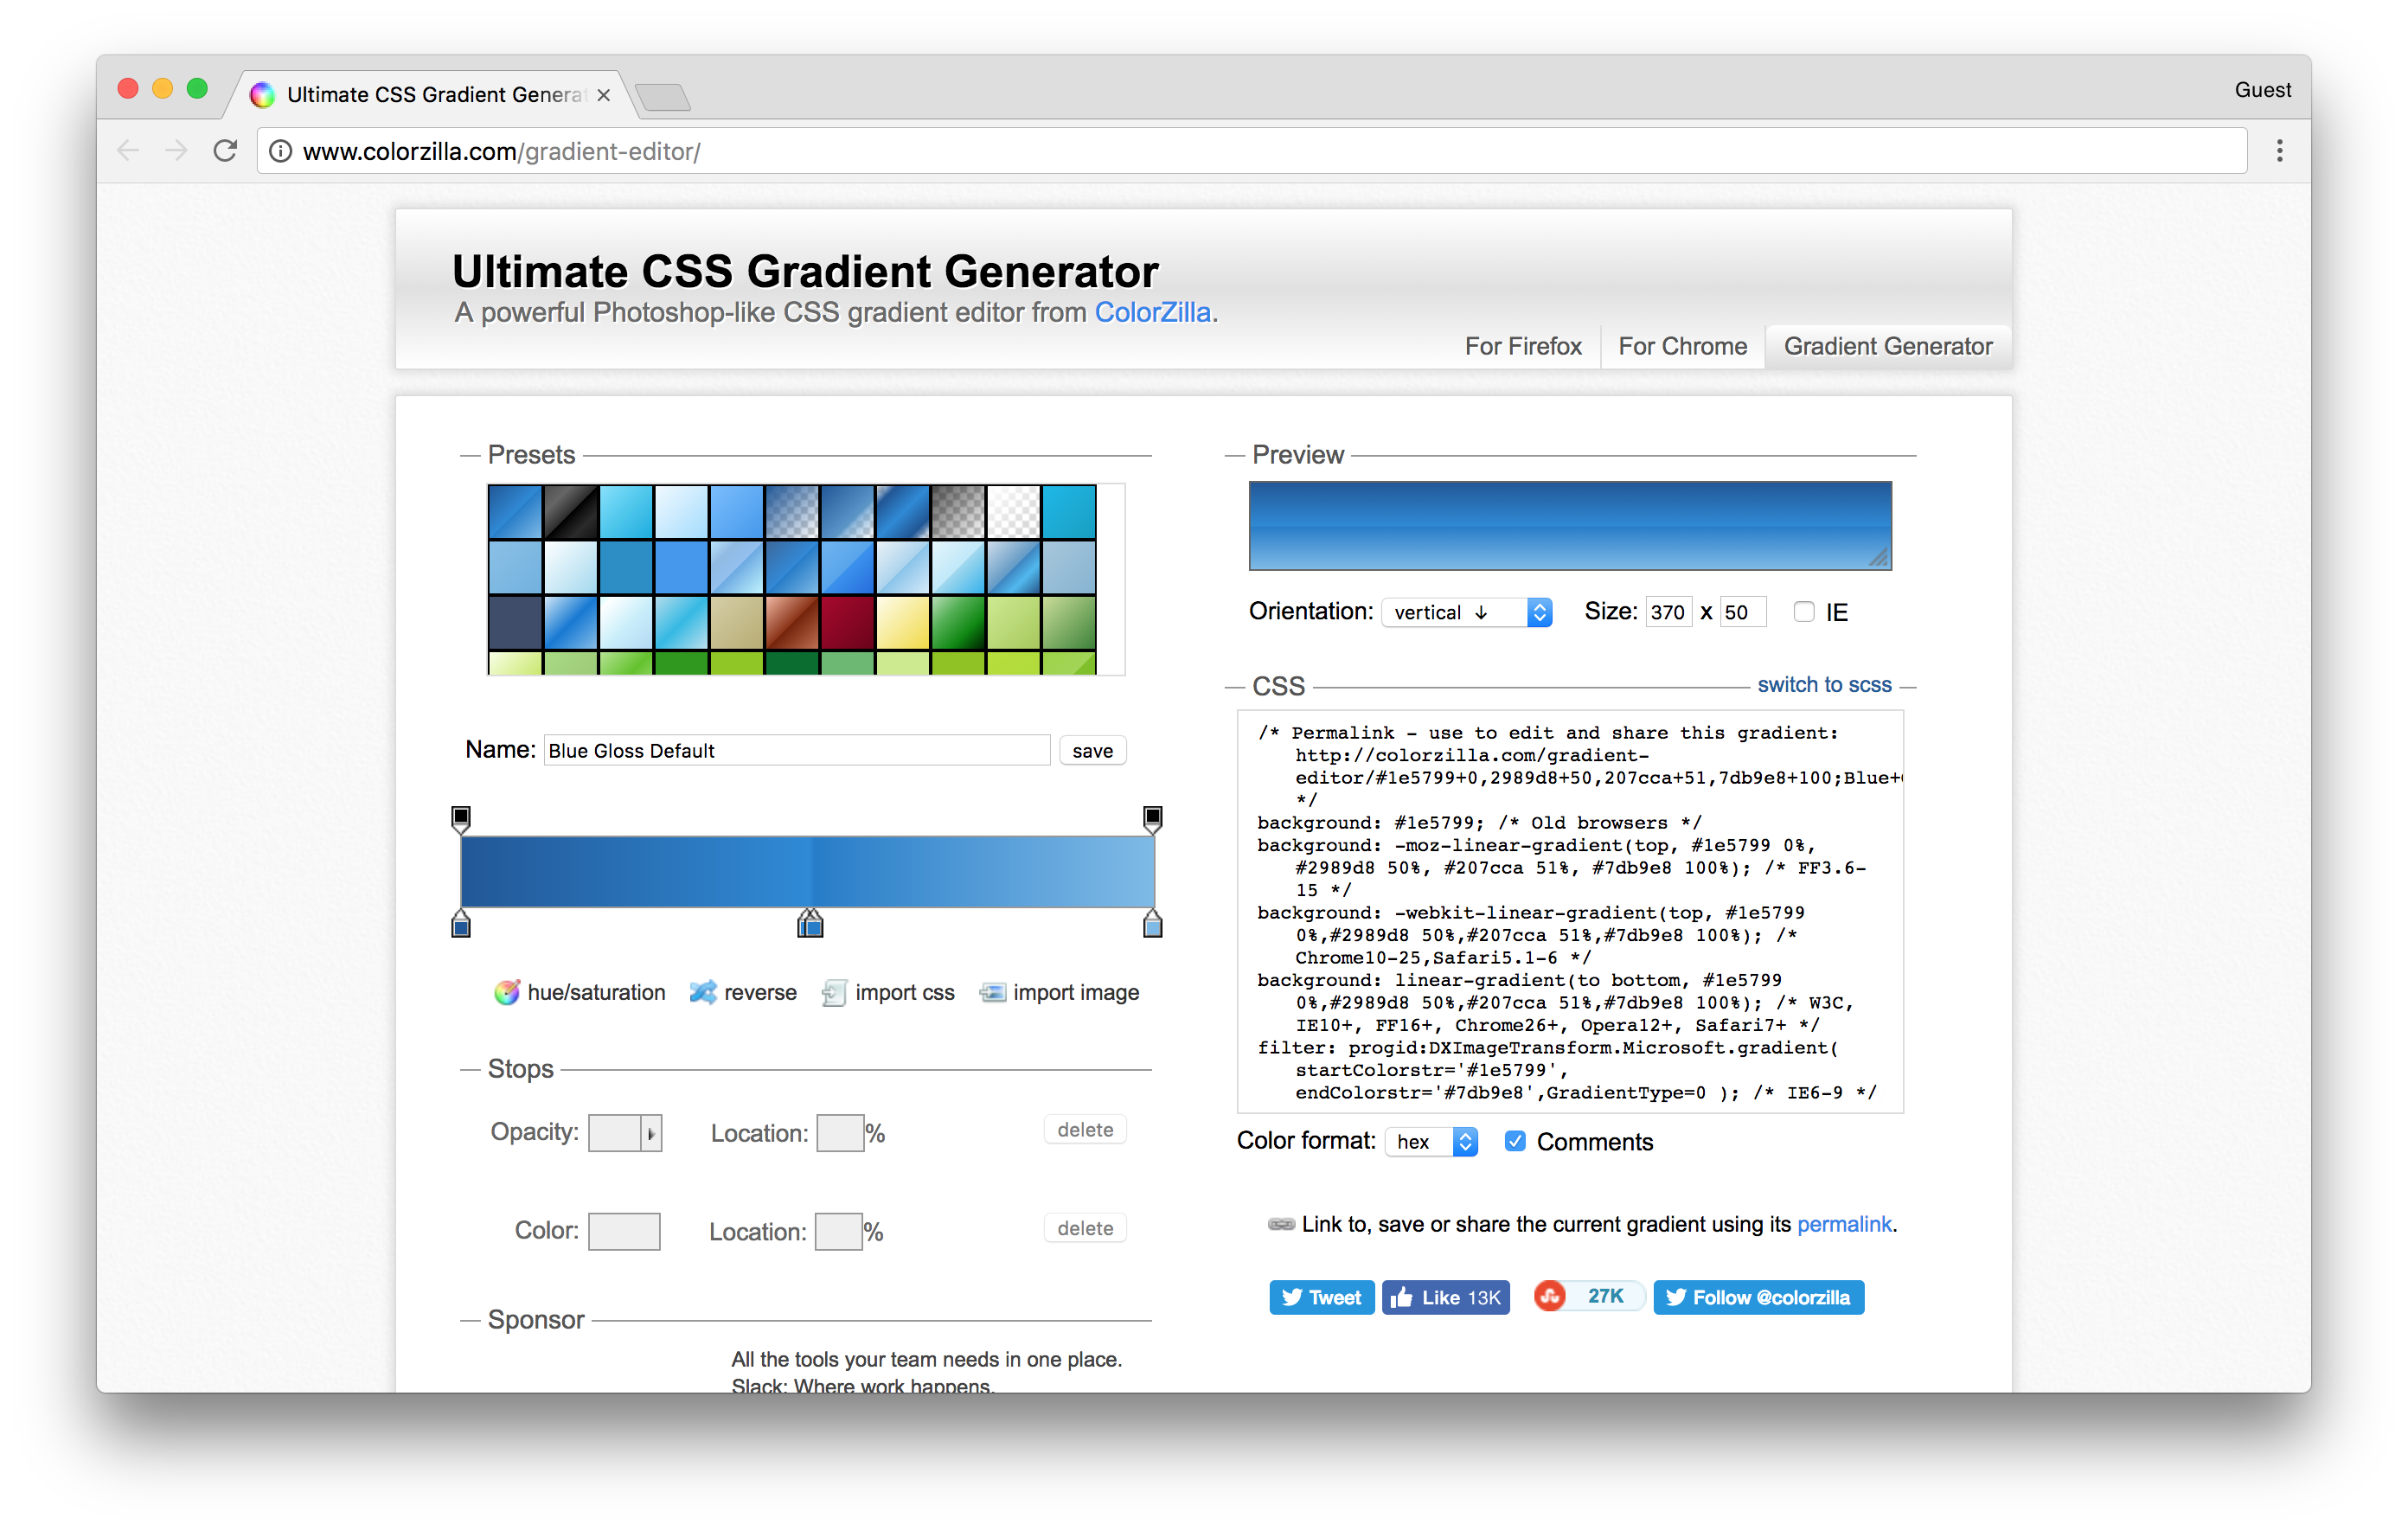 Ultimate CSS Gradient Genera
Guest
www.colorzilla.com/gradient-editor/
Ultimate CSS Gradient Generator
A powerful Photoshop-like CSS gradient editor from ColorZilla.
For Firefox
For Chrome
Gradient Generator
Presets
Name: Blue Gloss Default save
hue/saturation reverse import css import image
Stops
Opacity: Location: % delete
Color: Location: % delete
Sponsor
All the tools your team needs in one place.
Slack: Where work happens.
Preview
Orientation: vertical ↓ Size: 370 x 50 IE
CSS switch to scss
/* Permalink - use to edit and share this gradient:
http://colorzilla.com/gradient-
editor/#1e5799+0,2989d8+50,207cca+51,7db9e8+100;Blue+
*/
background: #1e5799; /* Old browsers */
background: -moz-linear-gradient(top, #1e5799 0%,
#2989d8 50%, #207cca 51%, #7db9e8 100%); /* FF3.6-
15 */
background: -webkit-linear-gradient(top, #1e5799
0%,#2989d8 50%,#207cca 51%,#7db9e8 100%); /*
Chrome10-25,Safari5.1-6 */
background: linear-gradient(to bottom, #1e5799
0%,#2989d8 50%,#207cca 51%,#7db9e8 100%); /* W3C,
IE10+, FF16+, Chrome26+, Opera12+, Safari7+ */
filter: progid:DXImageTransform.Microsoft.gradient(
startColorstr='#1e5799',
endColorstr='#7db9e8',GradientType=0 ); /* IE6-9 */
Color format: hex Comments
Link to, save or share the current gradient using its permalink.
Tweet Like 13K 27K Follow @colorzilla